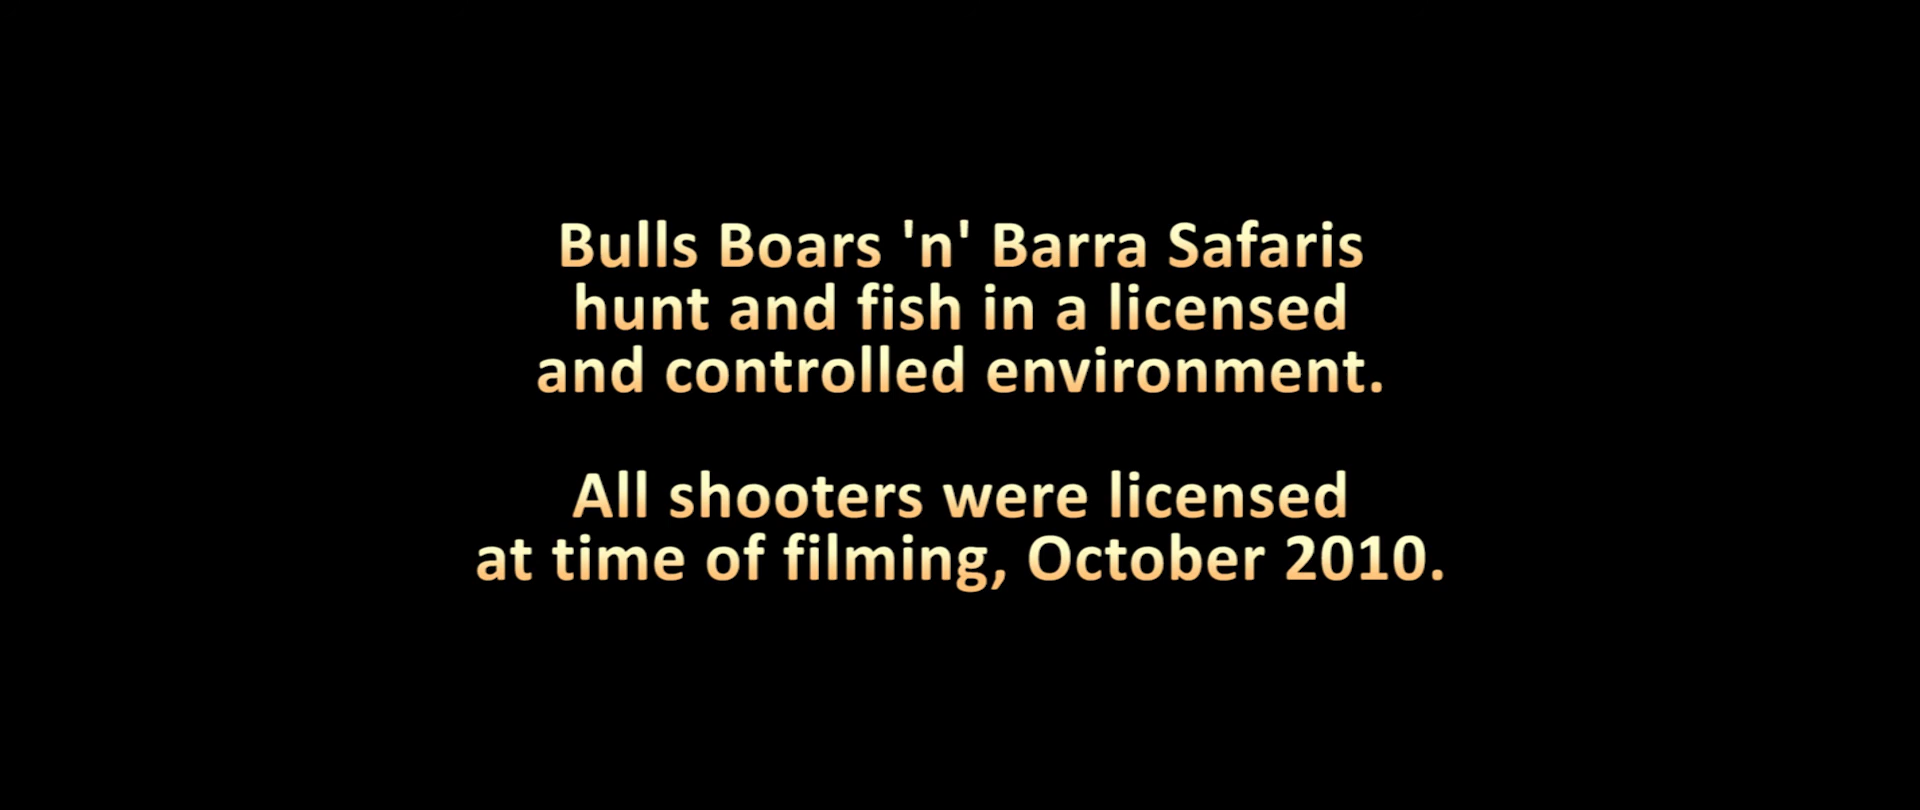 Bulls Boars 'n' Barra Safaris
hunt and fish in a licensed
and controlled environment.
All shooters were licensed
at time of filming, October 2010.